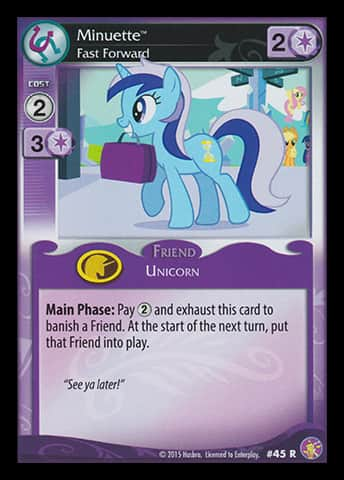 Minuette™
Fast Forward
2
COST
2
3
FRIEND
UNICORN
Main Phase: Pay 2 and exhaust this card to
banish a Friend. At the start of the next turn, put
that Friend into play.
"See ya later!"
© 2015 Hasbro. Licensed to Enterplay. #45 R